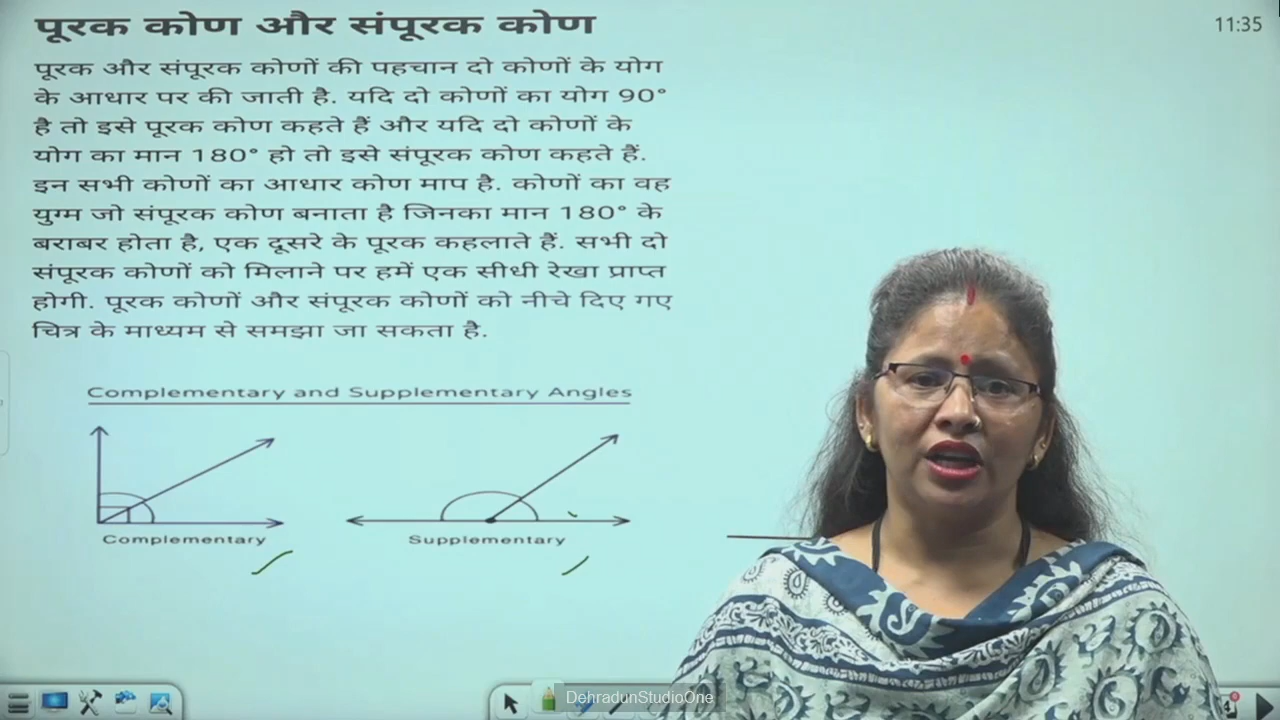 पूरक कोण और संपूरक कोण
11:35
पूरक और संपूरक कोणों की पहचान दो कोणों के योग
के आधार पर की जाती है. यदि दो कोणों का योग 90°
है तो इसे पूरक कोण कहते हैं और यदि दो कोणों के
योग का मान 180° हो तो इसे संपूरक कोण कहते हैं.
इन सभी कोणों का आधार कोण माप है. कोणों का वह
युग्म जो संपूरक कोण बनाता है जिनका मान 180° के
बराबर होता है, एक दूसरे के पूरक कहलाते हैं. सभी दो
संपूरक कोणों को मिलाने पर हमें एक सीधी रेखा प्राप्त
होगी. पूरक कोणों और संपूरक कोणों को नीचे दिए गए
चित्र के माध्यम से समझा जा सकता है.
Complementary and Supplementary Angles
Complementary
Supplementary
DehradunStudioOne